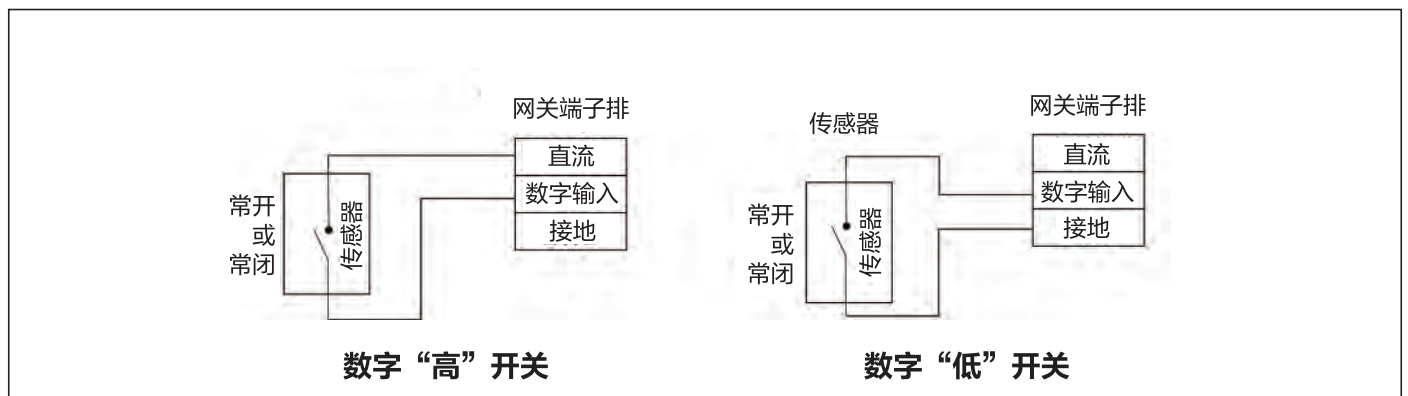 网关端子排
直流
数字输入
接地
常开
或
常闭
传感器
数字“高”开关
传感器
网关端子排
直流
数字输入
接地
常开
或
常闭
传感器
数字“低”开关